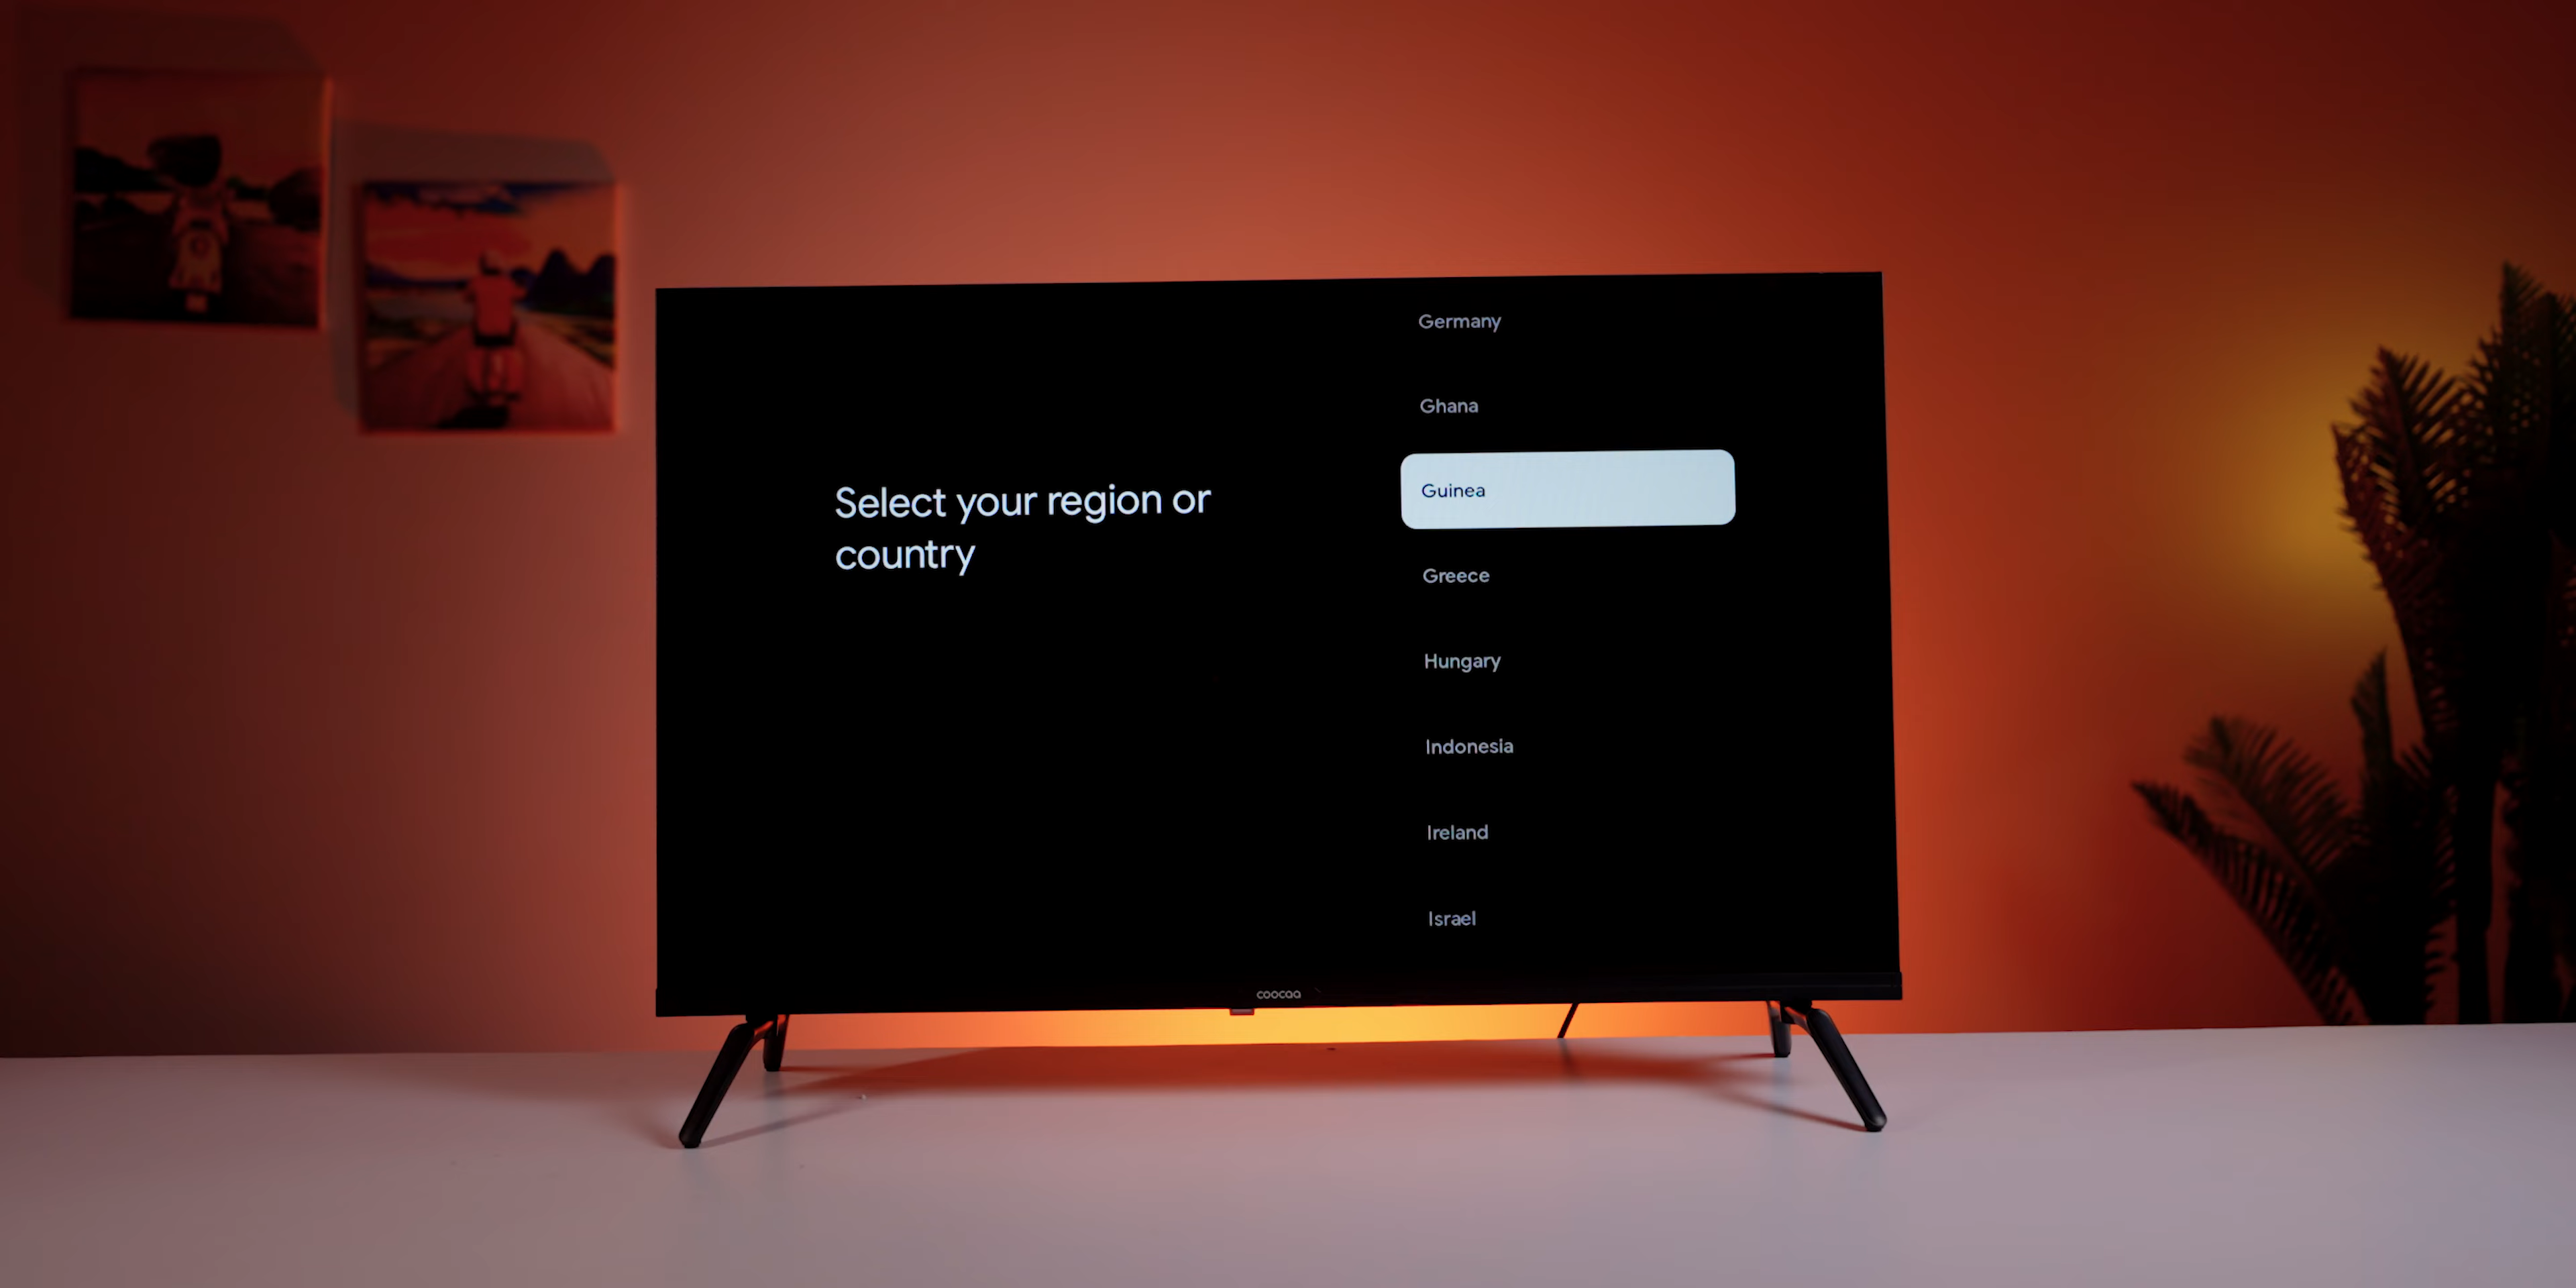 Select your region or
country
Germany
Ghana
Guinea
Greece
Hungary
Indonesia
Ireland
Israel
coocaa